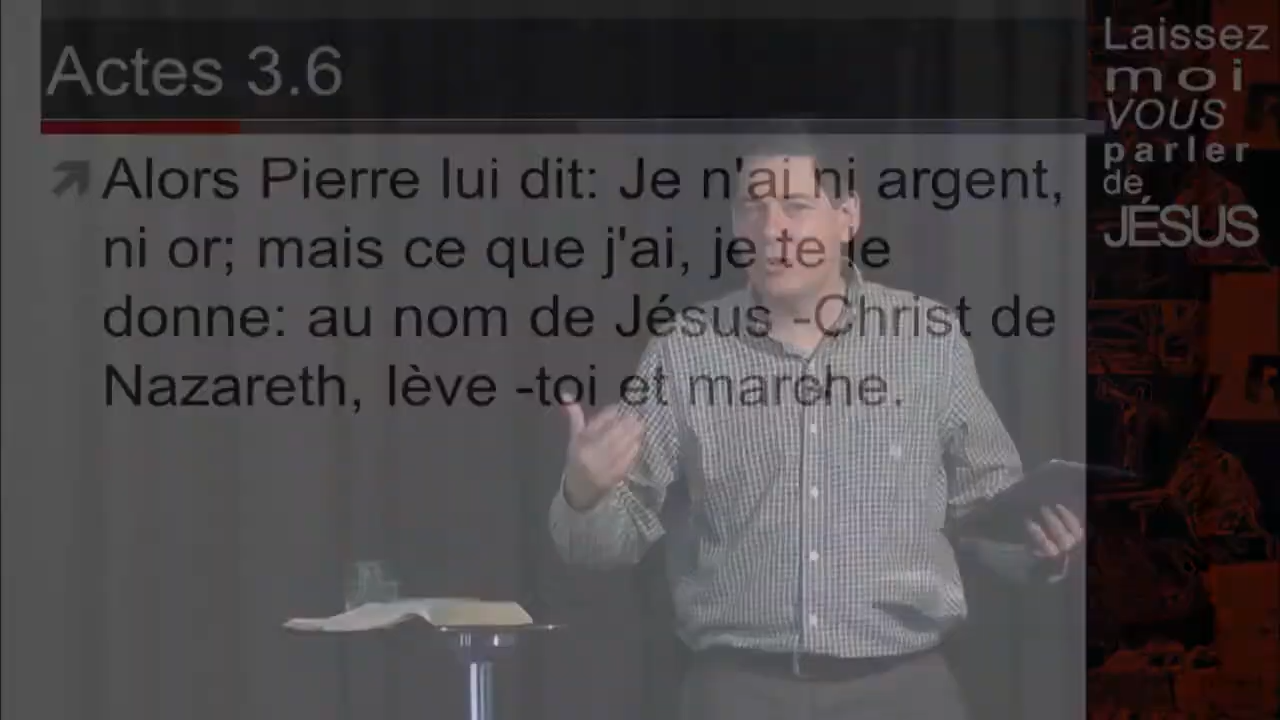 Actes 3.6
Alors Pierre lui dit: Je n'ai ni argent,
ni or; mais ce que j'ai, je te le
donne: au nom de Jésus -Christ de
Nazareth, lève -toi et marche.
Laissez
moi
VOUS
parler
de
JÉSUS